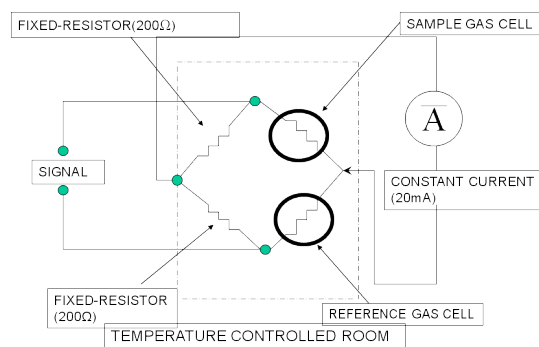 FIXED-RESISTOR(200Ω)
SAMPLE GAS CELL
A
SIGNAL
CONSTANT CURRENT
(20mA)
FIXED-RESISTOR
(200Ω)
REFERENCE GAS CELL
TEMPERATURE CONTROLLED ROOM